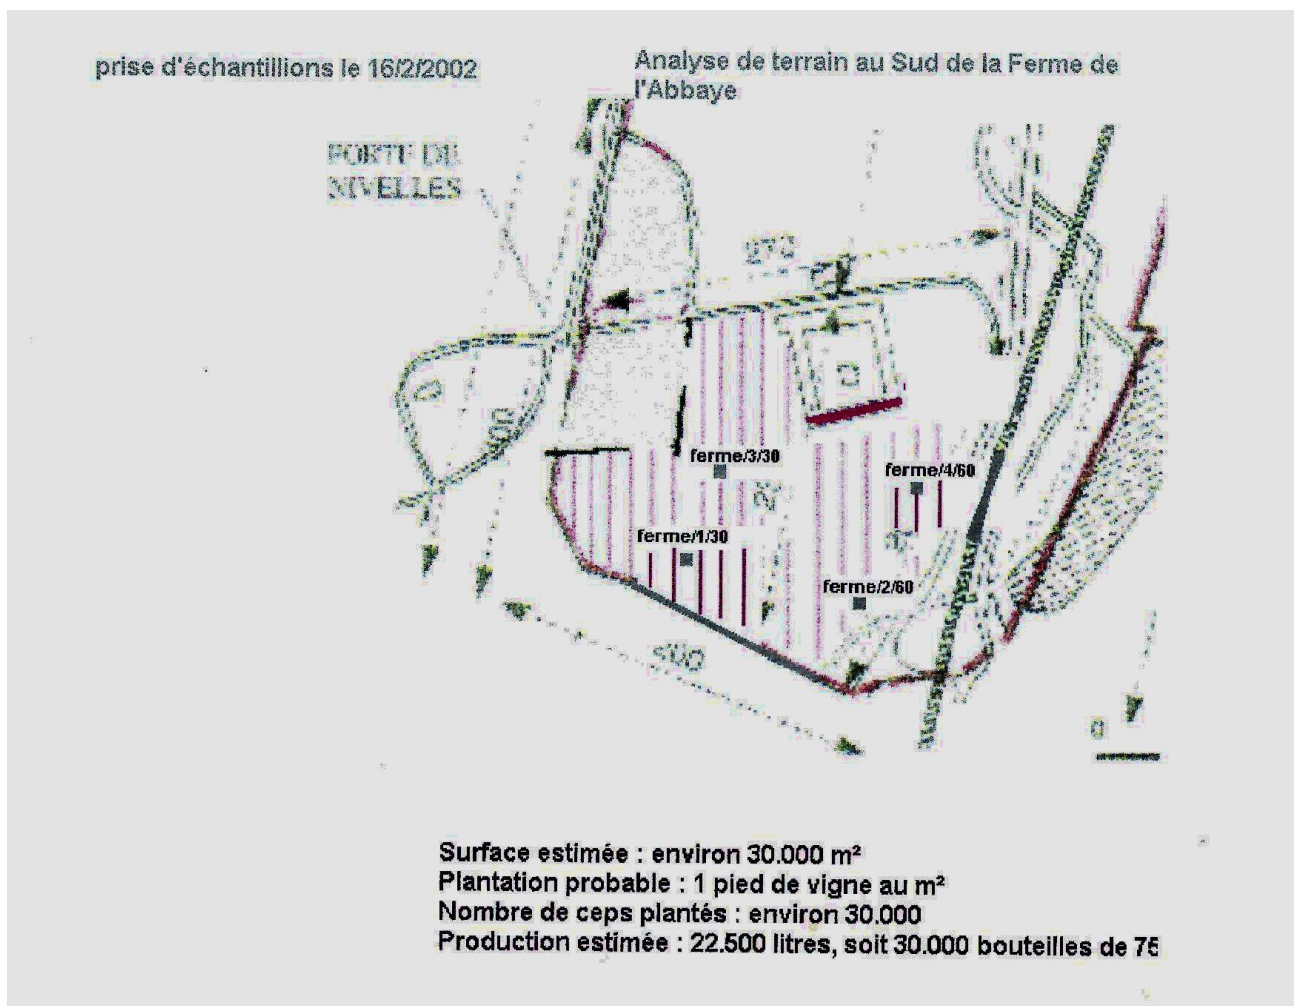 prise d'échantillions le 16/2/2002
Analyse de terrain au Sud de la Ferme de
l'Abbaye
PORTE DE
NIVELLES
ferme/3/30
ferme/4/60
ferme/1/30
ferme/2/60
0
Surface estimée : environ 30.000 m²
Plantation probable : 1 pied de vigne au m²
Nombre de ceps plantés : environ 30.000
Production estimée : 22.500 litres, soit 30.000 bouteilles de 75